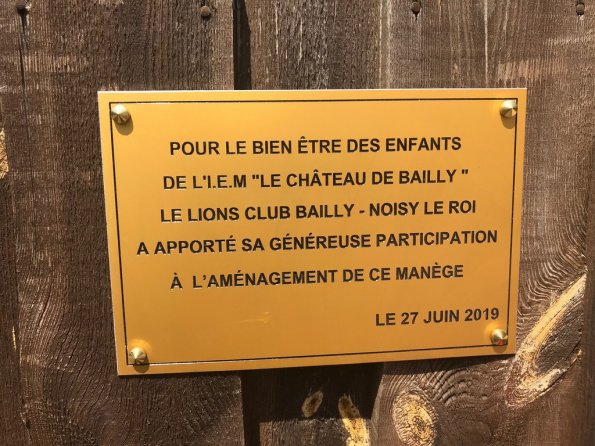 POUR LE BIEN ÊTRE DES ENFANTS
DE L'I.E.M "LE CHÂTEAU DE BAILLY "
LE LIONS CLUB BAILLY - NOISY LE ROI
A APPORTÉ SA GÉNÉREUSE PARTICIPATION
À L'AMÉNAGEMENT DE CE MANÈGE
LE 27 JUIN 2019